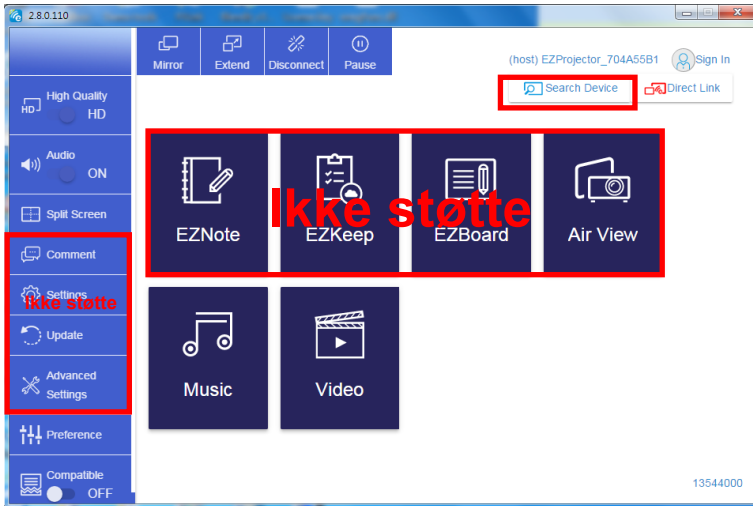 2.8.0.110
Mirror
Extend
Disconnect
Pause
(host) EZProjector_704A55B1
Sign In
Search Device
Direct Link
High Quality
HD
HD
Audio
ON
Split Screen
Comment
Settings
Ikke støtte
Update
Advanced
Settings
Preference
Compatible
OFF
EZNote
EZKeep
EZBoard
Air View
Ikke støtte
Music
Video
13544000